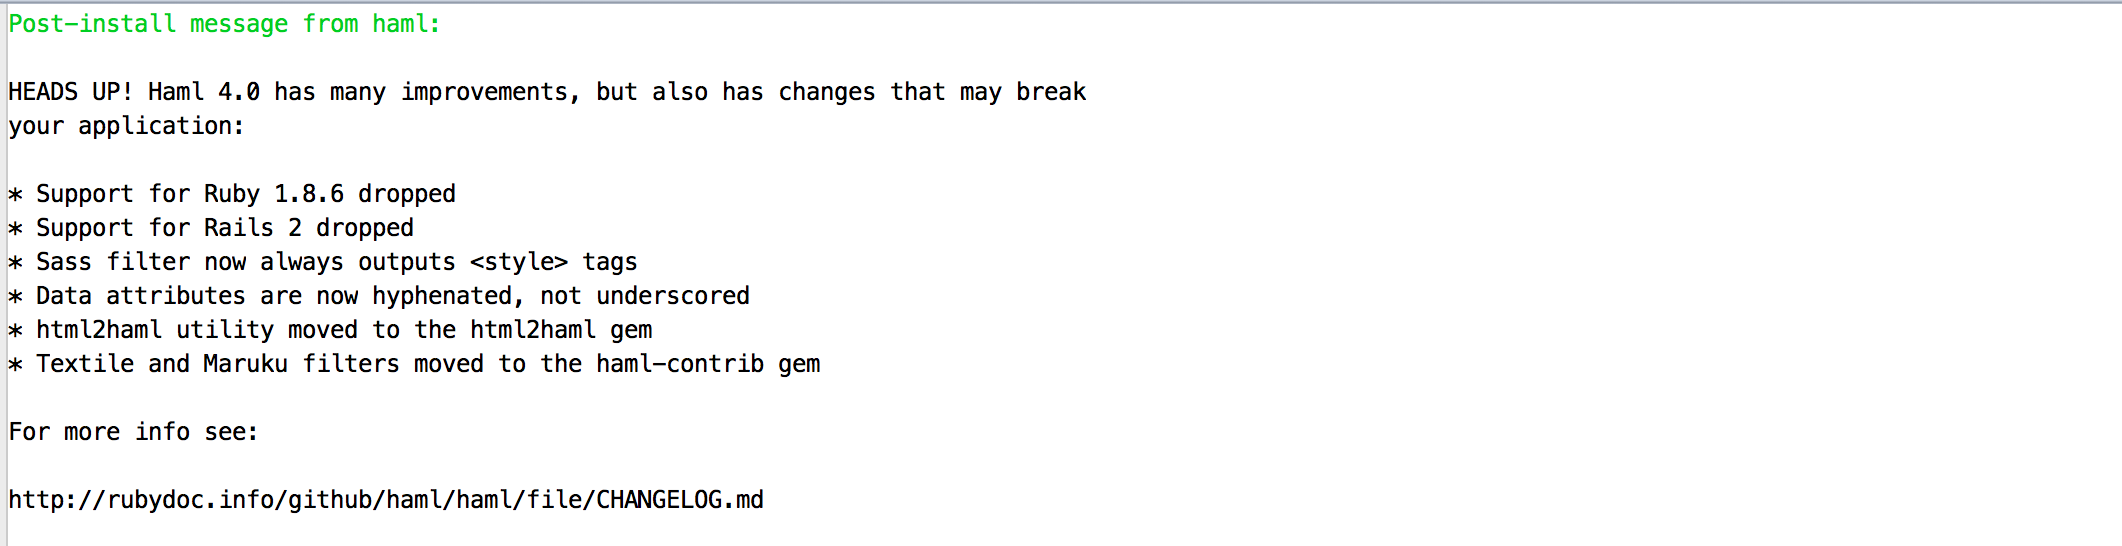 Post-install message from haml:
HEADS UP! Haml 4.0 has many improvements, but also has changes that may break
your application:
* Support for Ruby 1.8.6 dropped
* Support for Rails 2 dropped
* Sass filter now always outputs <style> tags
* Data attributes are now hyphenated, not underscored
* html2haml utility moved to the html2haml gem
* Textile and Maruku filters moved to the haml-contrib gem
For more info see:
http://rubydoc.info/github/haml/haml/file/CHANGELOG.md